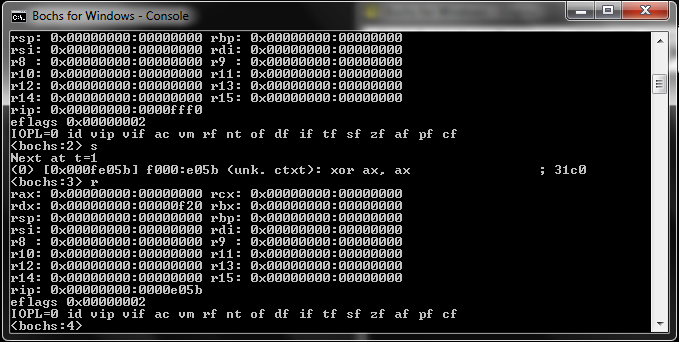 Bochs for Windows - Console
rsp: 0x00000000:00000000 rbp: 0x00000000:00000000
rsi: 0x00000000:00000000 rdi: 0x00000000:00000000
r8 : 0x00000000:00000000 r9 : 0x00000000:00000000
r10: 0x00000000:00000000 r11: 0x00000000:00000000
r12: 0x00000000:00000000 r13: 0x00000000:00000000
r14: 0x00000000:00000000 r15: 0x00000000:00000000
rip: 0x00000000:0000fff0
eflags 0x00000002
IOPL=0 id vip vif ac vm rf nt of df if tf sf zf af pf cf
<bochs:2> s
Next at t=1
(0) [0x000fe05b] f000:e05b (unk. ctxt): xor ax, ax                ; 31c0
<bochs:3> r
rax: 0x00000000:00000000 rcx: 0x00000000:00000000
rdx: 0x00000000:00000f20 rbx: 0x00000000:00000000
rsp: 0x00000000:00000000 rbp: 0x00000000:00000000
rsi: 0x00000000:00000000 rdi: 0x00000000:00000000
r8 : 0x00000000:00000000 r9 : 0x00000000:00000000
r10: 0x00000000:00000000 r11: 0x00000000:00000000
r12: 0x00000000:00000000 r13: 0x00000000:00000000
r14: 0x00000000:00000000 r15: 0x00000000:00000000
rip: 0x00000000:0000e05b
eflags 0x00000002
IOPL=0 id vip vif ac vm rf nt of df if tf sf zf af pf cf
<bochs:4>